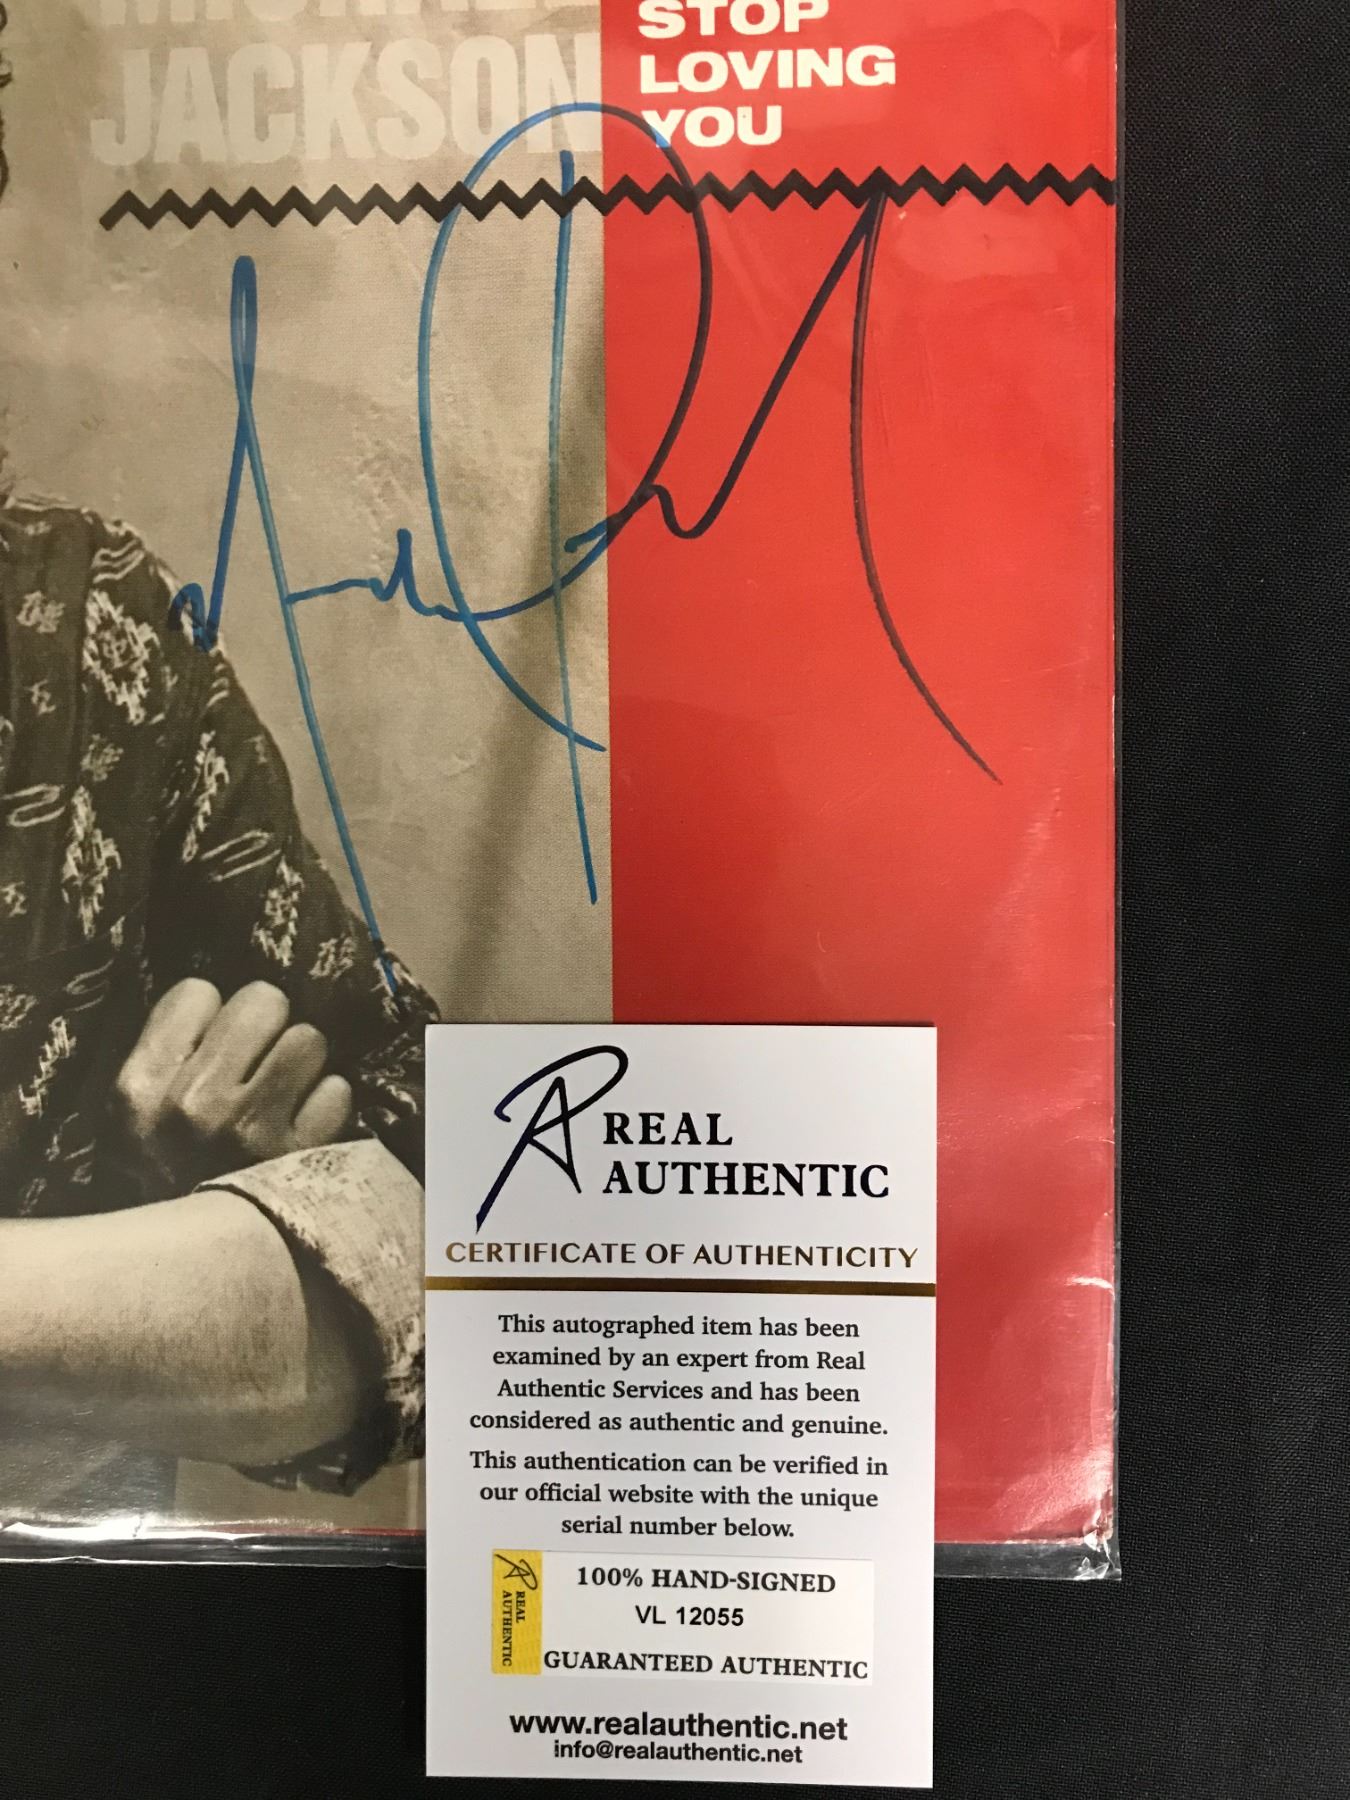 MICHAEL
JACKSON
STOP
LOVING
YOU
REAL
AUTHENTIC
CERTIFICATE OF AUTHENTICITY
This autographed item has been
examined by an expert from Real
Authentic Services and has been
considered as authentic and genuine.
This authentication can be verified in
our official website with the unique
serial number below.
REAL
AUTHENTIC
100% HAND-SIGNED
VL 12055
GUARANTEED AUTHENTIC
www.realauthentic.net
info@realauthentic.net